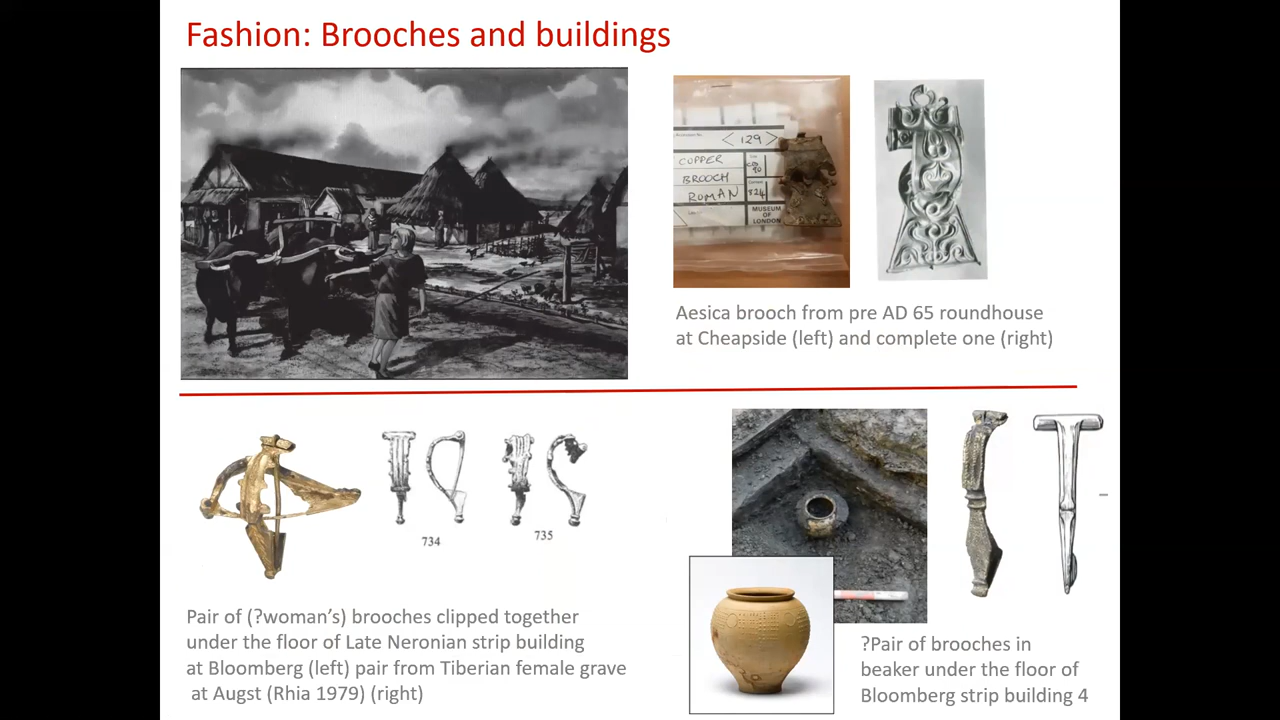 Fashion: Brooches and buildings
<129>
COPPER
BROOCH
ROMAN
MUSEUM
OF
LONDON
Aesica brooch from pre AD 65 roundhouse
at Cheapside (left) and complete one (right)
734
735
Pair of (?woman’s) brooches clipped together
under the floor of Late Neronian strip building
at Bloomberg (left) pair from Tiberian female grave
at Augst (Rhia 1979) (right)
?Pair of brooches in
beaker under the floor of
Bloomberg strip building 4